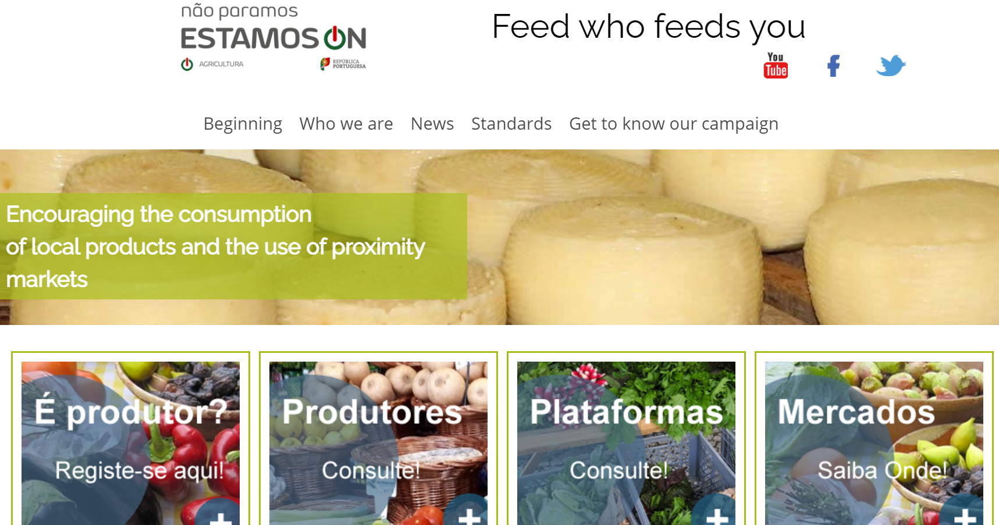 não paramos
ESTAMOS ON
AGRICULTURA
REPÚBLICA
PORTUGUESA
Feed who feeds you
You
Tube
Beginning Who we are News Standards Get to know our campaign
Encouraging the consumption
of local products and the use of proximity
markets
É produtor?
Registe-se aqui!
Produtores
Consulte!
Plataformas
Consulte!
Mercados
Saiba Onde!